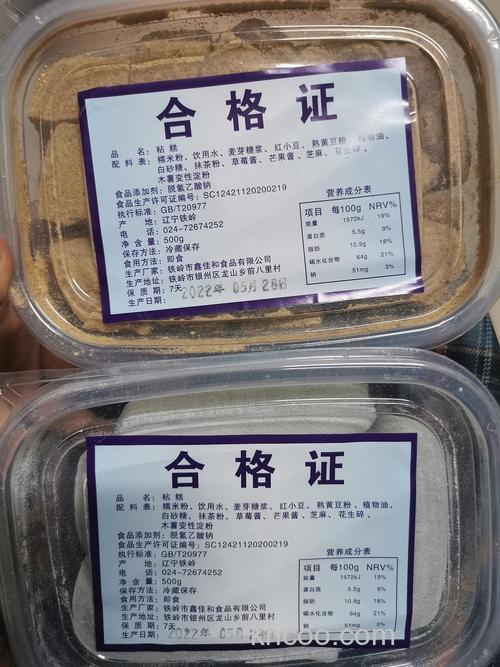 合格证
品 名：粘糕
配料表：糯米粉、饮用水、麦芽糖浆、红小豆、熟黄豆粉、植物油、
白砂糖、抹茶粉、草莓酱、芒果酱、芝麻、花生碎、
木薯变性淀粉
食品添加剂：脱氢乙酸钠
食品生产许可证编号：SC12421120200219
执行标准：GB/T20977
产 地：辽宁铁岭
电 话：024-72674252
净含量：500g
保存方法：冷藏保存
食用方法：即食
生产厂家：铁岭市鑫佳和食品有限公司
生产地址：铁岭市银州区龙山乡前八里村
保质期：7天
生产日期：2022年 05月 28日
营养成分表
项目 每100g NRV%
能量 1572kJ 19%
蛋白质 5.5g 9%
脂肪 10.9g 18%
碳水化合物 64g 21%
钠 51mg 3%
合格证
品 名：粘糕
配料表：糯米粉、饮用水、麦芽糖浆、红小豆、熟黄豆粉、植物油、
白砂糖、抹茶粉、草莓酱、芒果酱、芝麻、花生碎、
木薯变性淀粉
食品添加剂：脱氢乙酸钠
食品生产许可证编号：SC12421120200219
执行标准：GB/T20977
产 地：辽宁铁岭
电 话：024-72674252
净含量：500g
保存方法：冷藏保存
食用方法：即食
生产厂家：铁岭市鑫佳和食品有限公司
生产地址：铁岭市银州区龙山乡前八里村
保质期：7天
生产日期：2022年 05月
营养成分表
项目 每100g NRV%
能量 1572kJ 19%
蛋白质 5.5g 9%
脂肪 10.9g 18%
碳水化合物 64g 21%
钠 51mg 3%